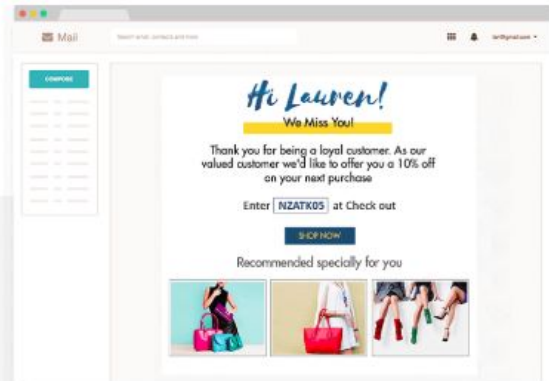 Mail
COMPOSE
Hi Lauren!
We Miss You!
Thank you for being a loyal customer. As our
valued customer we'd like to offer you a 10% off
on your next purchase
Enter NZATK05 at Check out
SHOP NOW
Recommended specially for you